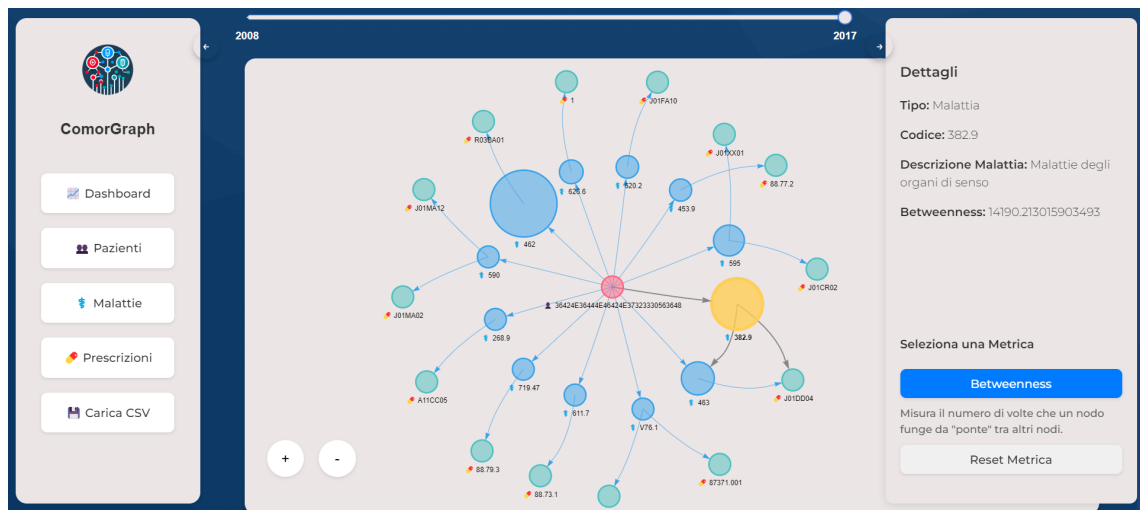 2008
2017
ComorGraph
Dashboard
Pazienti
Malattie
Prescrizioni
Carica CSV
1
J01FA10
R03BA01
J01XX01
626.6
620.2
88.77.2
J01MA12
453.9
462
595
590
J01CR02
36424E36444E46424E37323330563648
J01MA02
268.9
382.9
719.47
463
J01DD04
A11CC05
611.7
V76.1
88.79.3
87371.001
88.73.1
+
-
Dettagli
Tipo: Malattia
Codice: 382.9
Descrizione Malattia: Malattie degli
organi di senso
Betweenness: 14190.213015903493
Seleziona una Metrica
Betweenness
Misura il numero di volte che un nodo
funge da "ponte" tra altri nodi.
Reset Metrica